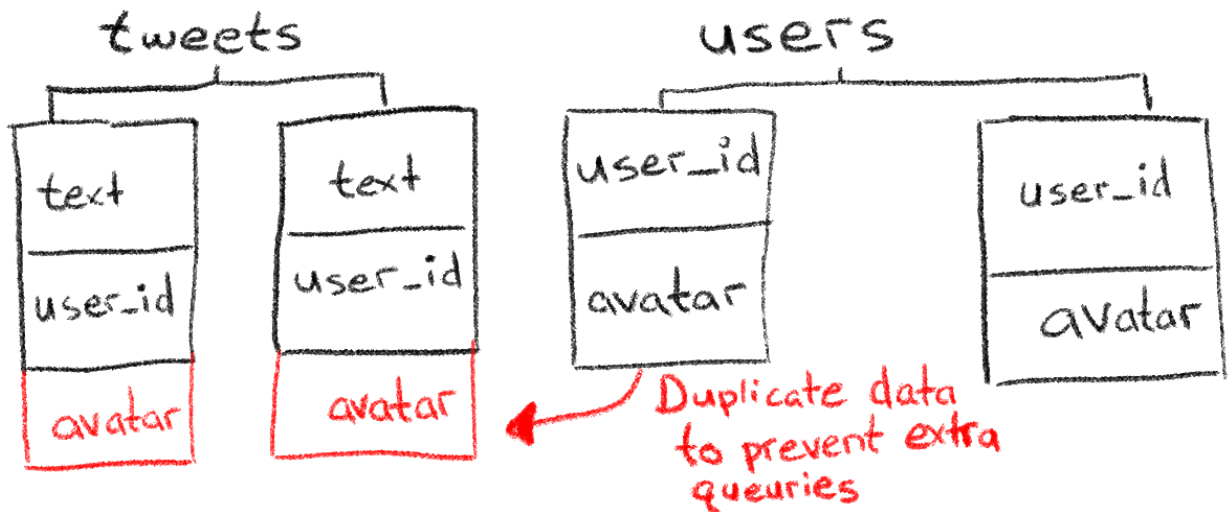 tweets
users
text
user_id
avatar
text
user_id
avatar
user_id
avatar
user_id
avatar
Duplicate data
to prevent extra
queuries